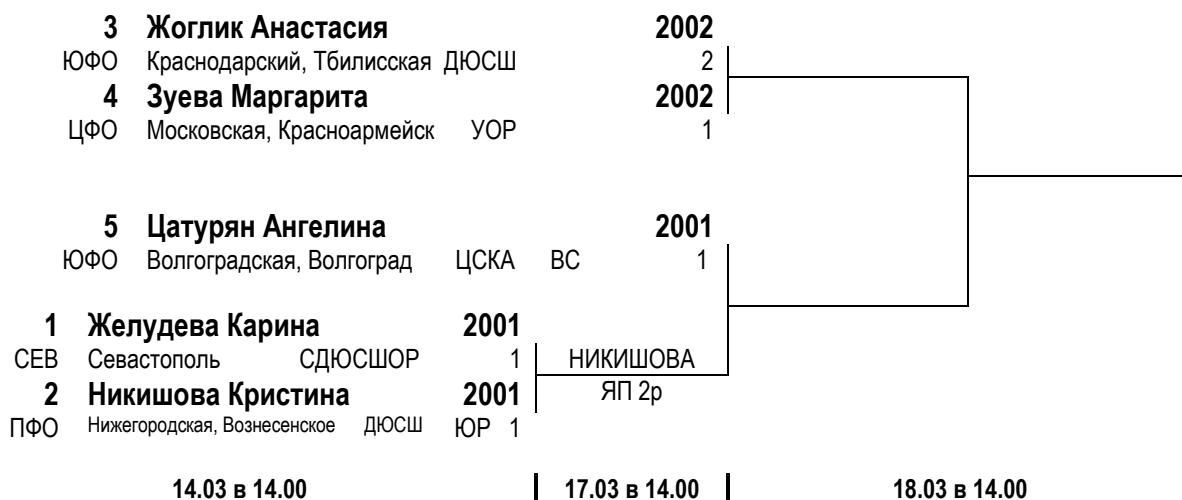 3 Жоглик Анастасия 2002
ЮФО Краснодарский, Тбилисская ДЮСШ 2
4 Зуева Маргарита 2002
ЦФО Московская, Красноармейск УОР 1
5 Цатурян Ангелина 2001
ЮФО Волгоградская, Волгоград ЦСКА ВС 1
1 Желудева Карина 2001
СЕВ Севастополь СДЮСШОР 1 НИКИШОВА
2 Никишова Кристина 2001 ЯП 2р
ПФО Нижегородская, Вознесенское ДЮСШ ЮР 1
14.03 в 14.00 17.03 в 14.00 18.03 в 14.00